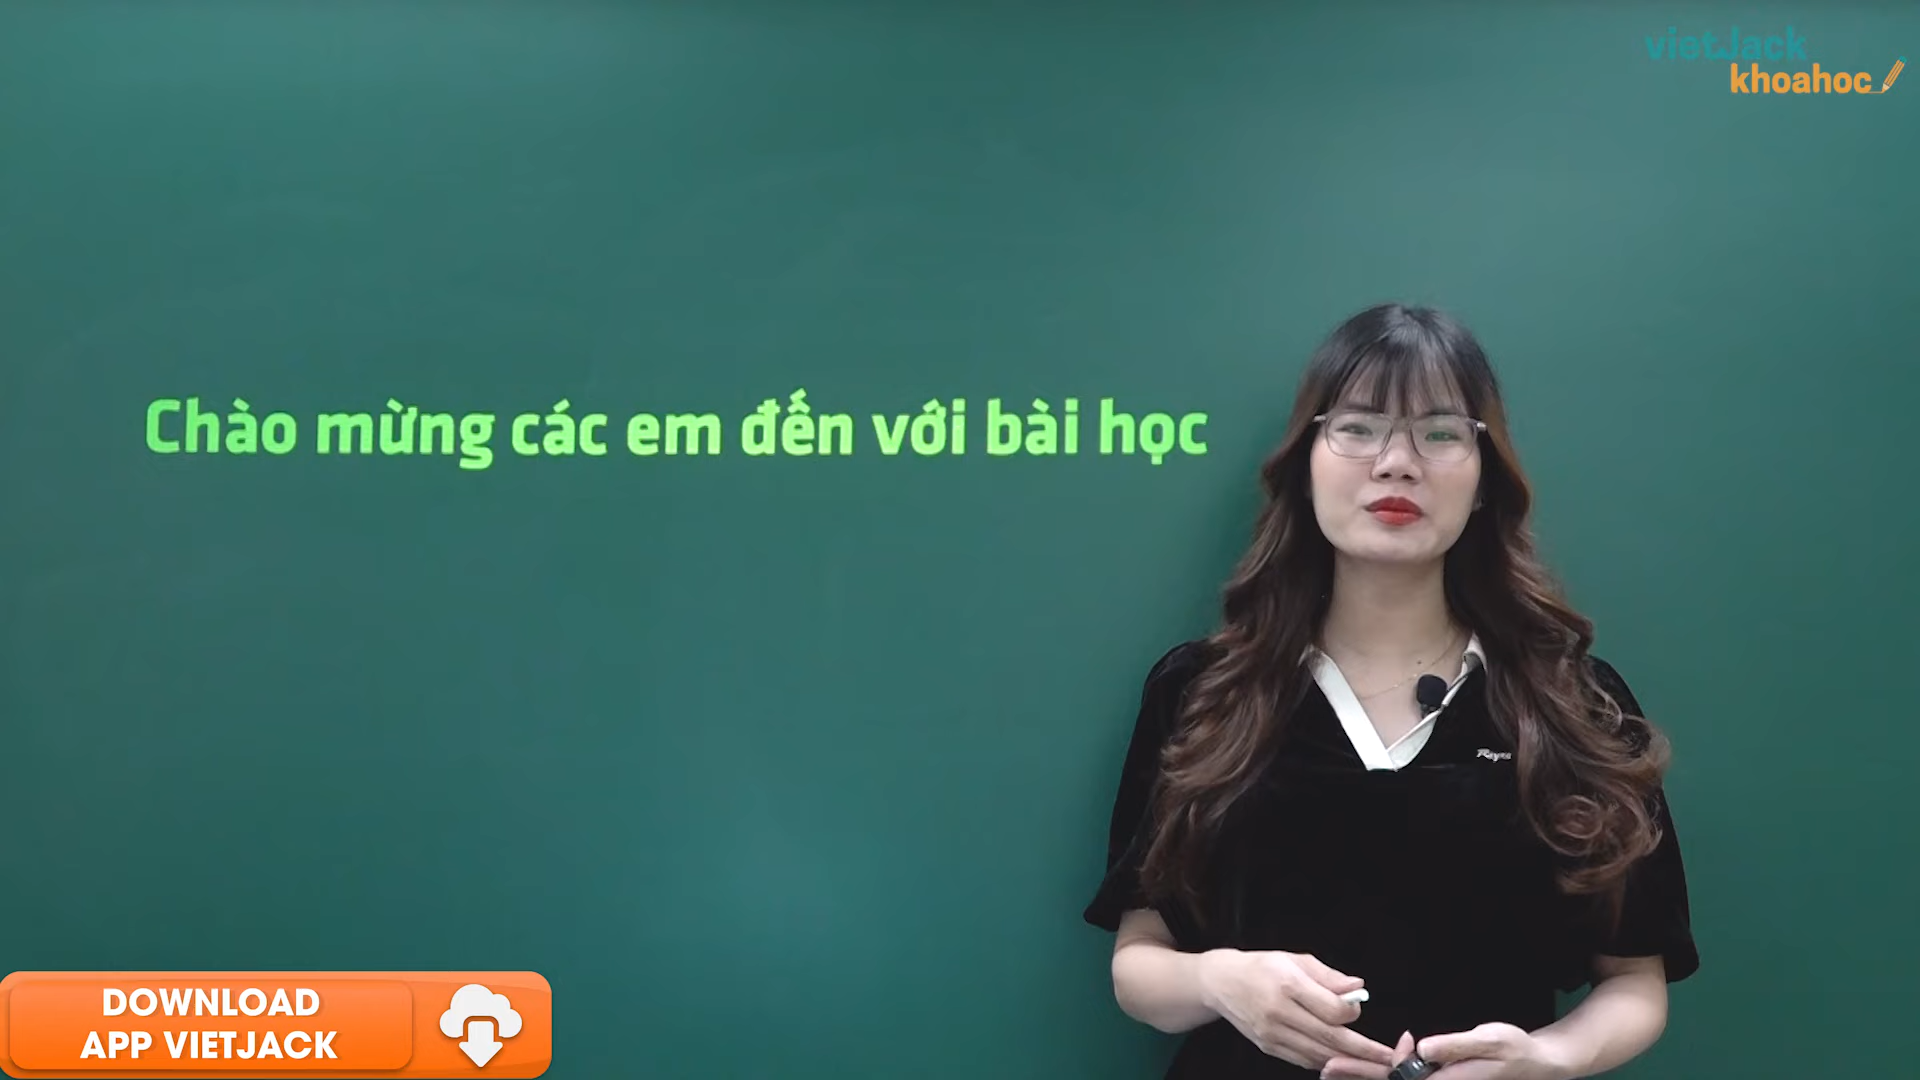 vietJack
khoahoc
Chào mừng các em đến với bài học
DOWNLOAD
APP VIETJACK